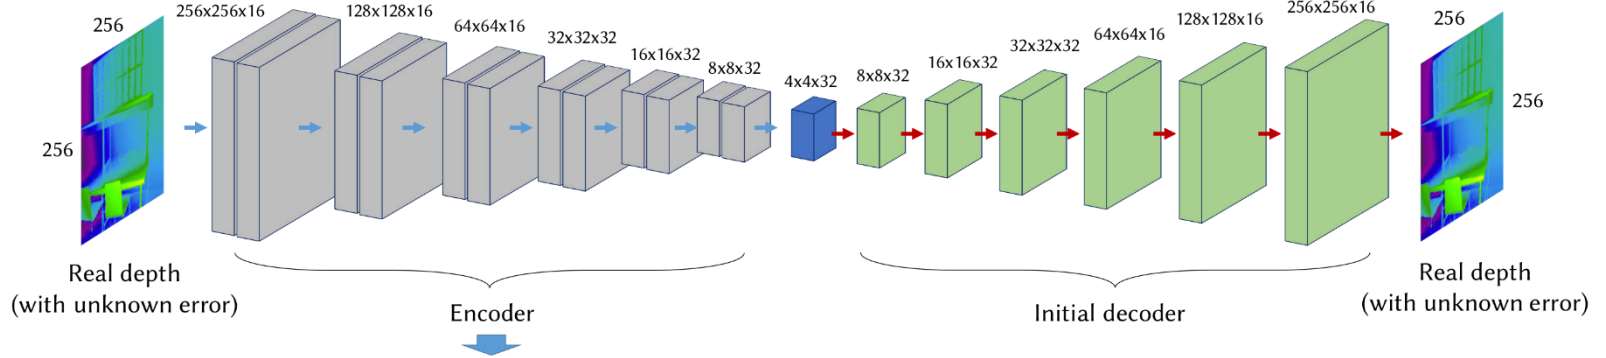 256
256
Real depth
(with unknown error)
256x256x16
128x128x16
64x64x16
32x32x32
16x16x32
8x8x32
Encoder
4x4x32
8x8x32
16x16x32
32x32x32
64x64x16
128x128x16
256x256x16
Initial decoder
256
256
Real depth
(with unknown error)